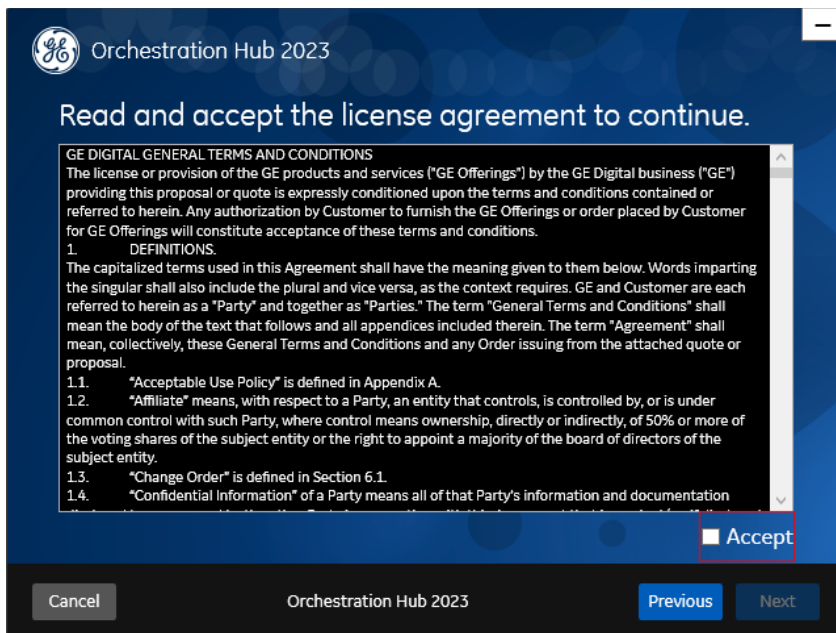 Orchestration Hub 2023
Read and accept the license agreement to continue.
GE DIGITAL GENERAL TERMS AND CONDITIONS
The license or provision of the GE products and services ("GE Offerings") by the GE Digital business ("GE")
providing this proposal or quote is expressly conditioned upon the terms and conditions contained or
referred to herein. Any authorization by Customer to furnish the GE Offerings or order placed by Customer
for GE Offerings will constitute acceptance of these terms and conditions.
1. DEFINITIONS.
The capitalized terms used in this Agreement shall have the meaning given to them below. Words imparting
the singular shall also include the plural and vice versa, as the context requires. GE and Customer are each
referred to herein as a "Party" and together as "Parties." The term "General Terms and Conditions" shall
mean the body of the text that follows and all appendices included therein. The term "Agreement" shall
mean, collectively, these General Terms and Conditions and any Order issuing from the attached quote or
proposal.
1.1. “Acceptable Use Policy” is defined in Appendix A.
1.2. “Affiliate” means, with respect to a Party, an entity that controls, is controlled by, or is under
common control with such Party, where control means ownership, directly or indirectly, of 50% or more of
the voting shares of the subject entity or the right to appoint a majority of the board of directors of the
subject entity.
1.3. “Change Order” is defined in Section 6.1.
1.4. “Confidential Information” of a Party means all of that Party's information and documentation
Accept
Cancel
Orchestration Hub 2023
Previous
Next